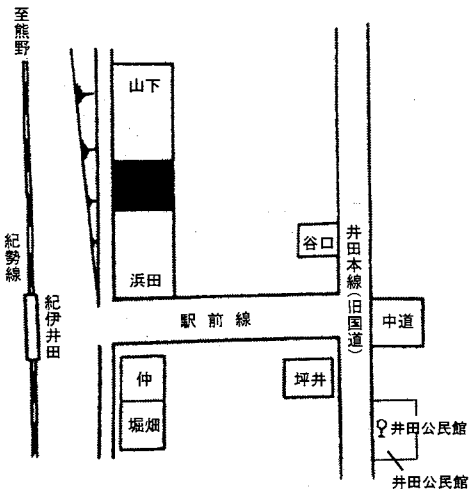 至熊野
山下
紀勢線
谷口
井田本線(旧国道)
浜田
紀伊井田
駅前線
中道
仲
坪井
堀畑
井田公民館
井田公民館